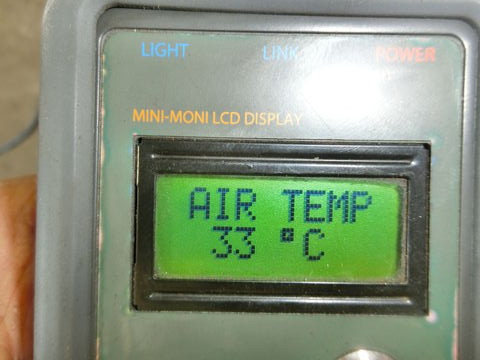 LIGHT LINK POWER
MINI-MONI LCD DISPLAY
AIR TEMP
33 °C